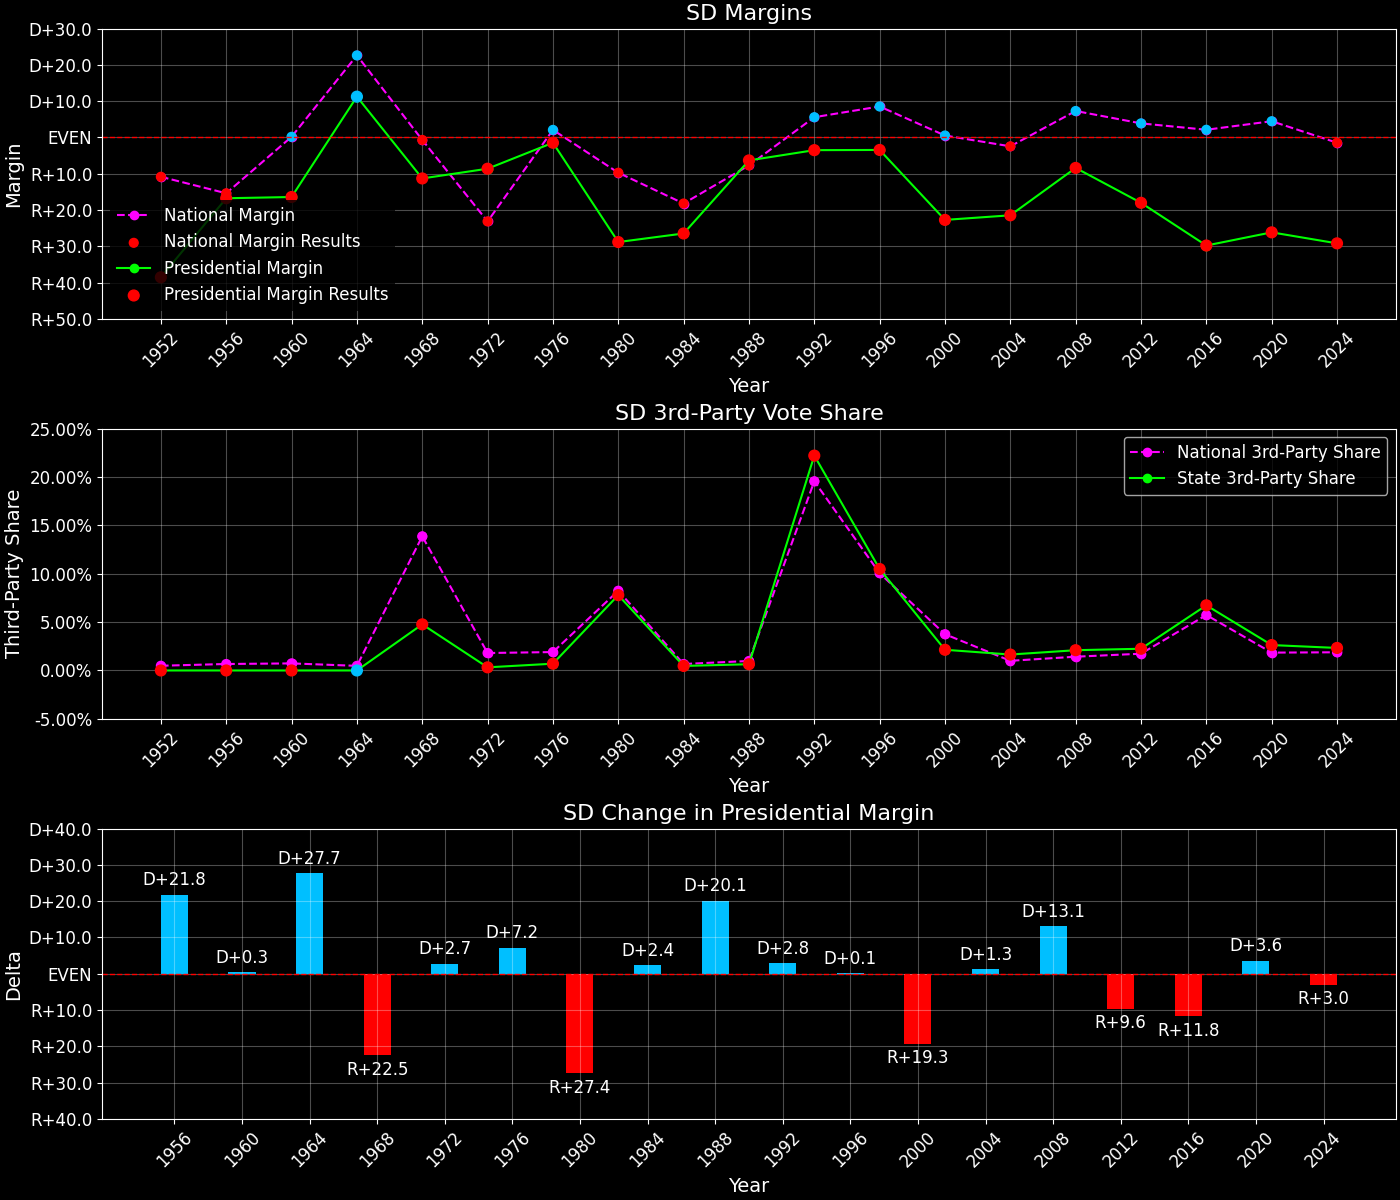 SD Margins
D+30.0
D+20.0
D+10.0
EVEN
R+10.0
R+20.0
R+30.0
R+40.0
R+50.0
Margin
National Margin
National Margin Results
Presidential Margin
Presidential Margin Results
1952 1956 1960 1964 1968 1972 1976 1980 1984 1988 1992 1996 2000 2004 2008 2012 2016 2020 2024
Year
SD 3rd-Party Vote Share
25.00%
20.00%
15.00%
10.00%
5.00%
0.00%
-5.00%
Third-Party Share
National 3rd-Party Share
State 3rd-Party Share
1952 1956 1960 1964 1968 1972 1976 1980 1984 1988 1992 1996 2000 2004 2008 2012 2016 2020 2024
Year
SD Change in Presidential Margin
D+40.0
D+30.0
D+20.0
D+10.0
EVEN
R+10.0
R+20.0
R+30.0
R+40.0
Delta
D+21.8
D+0.3
D+27.7
R+22.5
D+2.7
D+7.2
R+27.4
D+2.4
D+20.1
D+2.8
D+0.1
R+19.3
D+1.3
D+13.1
R+9.6
R+11.8
D+3.6
R+3.0
1956 1960 1964 1968 1972 1976 1980 1984 1988 1992 1996 2000 2004 2008 2012 2016 2020 2024
Year